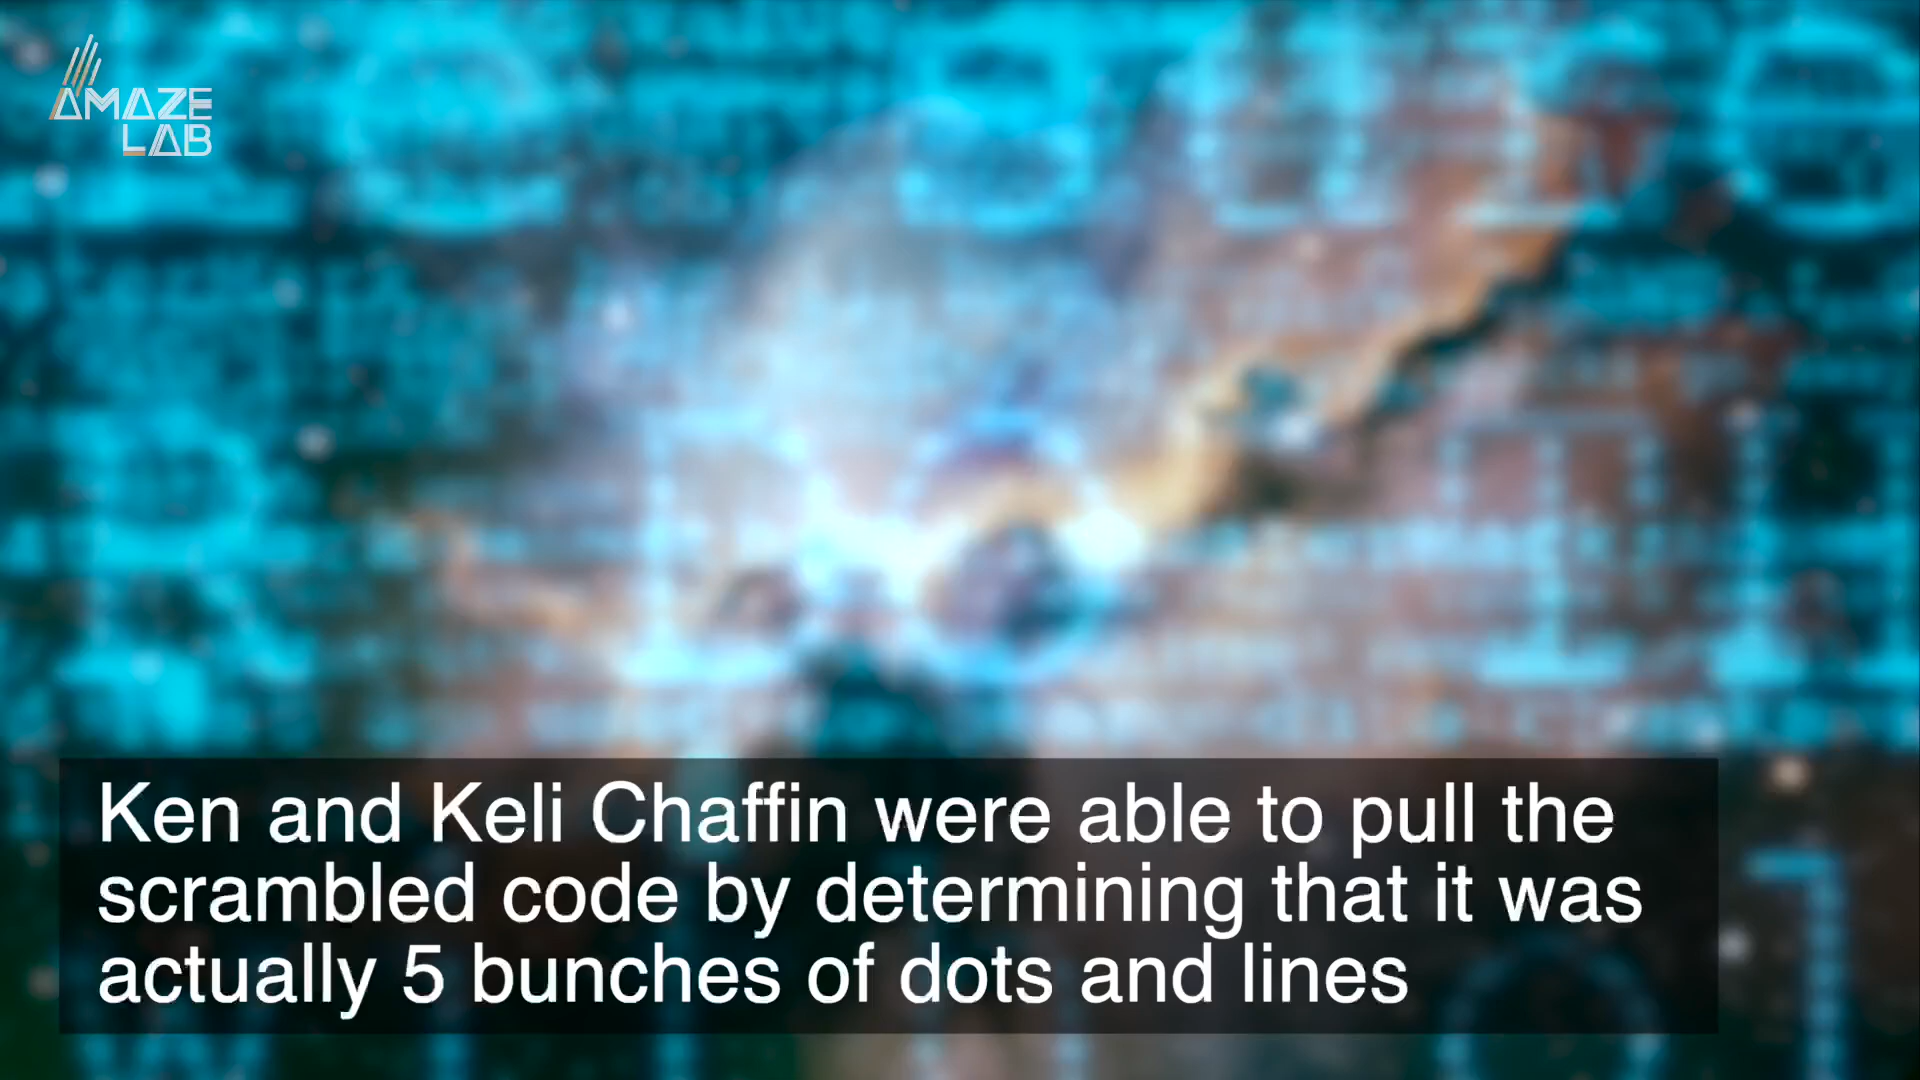 AMAZE
LAB
Ken and Keli Chaffin were able to pull the
scrambled code by determining that it was
actually 5 bunches of dots and lines